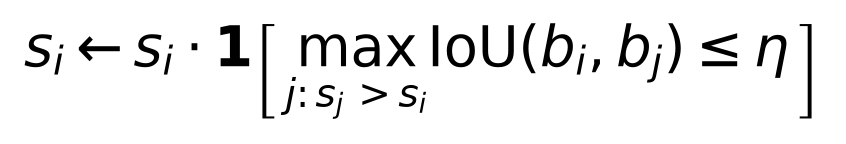 s_i ← s_i · 𝟏[ max_{j: s_j > s_i} IoU(b_i, b_j) ≤ η ]